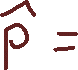 p̂ =